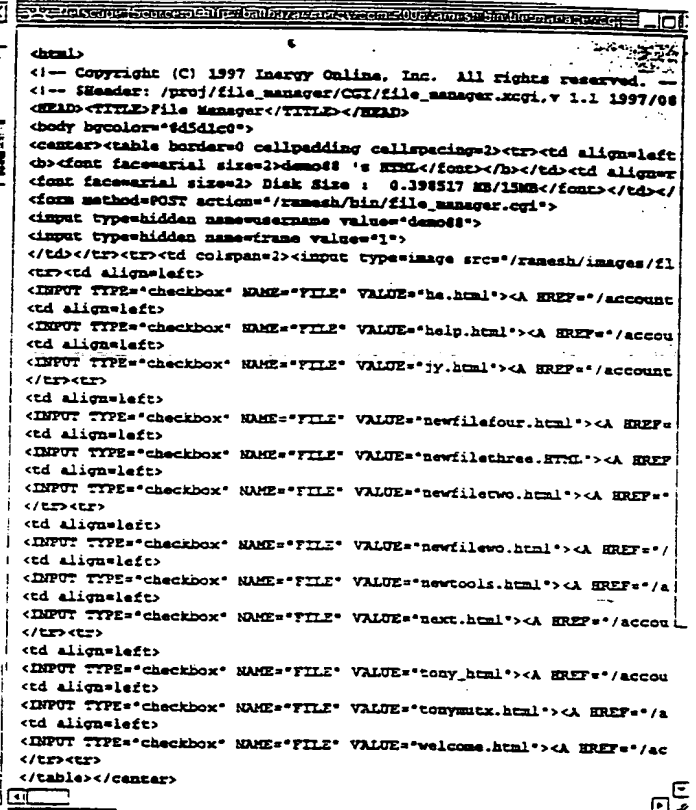 <html>
<!-- Copyright (C) 1997 Inergy Online, Inc. All rights reserved. --
<!-- $Header: /proj/file_manager/CGI/file_manager.xcgi,v 1.1 1997/08
<HEAD><TITLE>File Manager</TITLE></HEAD>
<body bgcolor="#d5d1c0">
<center><table border=0 cellpadding cellspacing=2><tr><td align=left
<b><font face=arial size=2>demo88 's HTML</font></b></td><td align=r
<font face=arial size=2> Disk Size : 0.398517 MB/15MB</font></td></
<form method=POST action="/ramesh/bin/file_manager.cgi">
<input type=hidden name=username value="demo88">
<input type=hidden name=frame value="1">
</td></tr><tr><td colspan=2><input type=image src="/ramesh/images/fl
<tr><td align=left>
<INPUT TYPE="checkbox" NAME="FILE" VALUE="ha.html"><A HREF="/account
<td align=left>
<INPUT TYPE="checkbox" NAME="FILE" VALUE="help.html"><A HREF="/accou
<td align=left>
<INPUT TYPE="checkbox" NAME="FILE" VALUE="jy.html"><A HREF="/account
</tr><tr>
<td align=left>
<INPUT TYPE="checkbox" NAME="FILE" VALUE="newfilefour.html"><A HREF=
<td align=left>
<INPUT TYPE="checkbox" NAME="FILE" VALUE="newfilethree.HTML"><A HREF
<td align=left>
<INPUT TYPE="checkbox" NAME="FILE" VALUE="newfiletwo.html"><A HREF="
</tr><tr>
<td align=left>
<INPUT TYPE="checkbox" NAME="FILE" VALUE="newfilewo.html"><A HREF="/
<td align=left>
<INPUT TYPE="checkbox" NAME="FILE" VALUE="newtools.html"><A HREF="/a
<td align=left>
<INPUT TYPE="checkbox" NAME="FILE" VALUE="next.html"><A HREF="/accou
</tr><tr>
<td align=left>
<INPUT TYPE="checkbox" NAME="FILE" VALUE="tony_html"><A HREF="/accou
<td align=left>
<INPUT TYPE="checkbox" NAME="FILE" VALUE="tonymutx.html"><A HREF="/a
<td align=left>
<INPUT TYPE="checkbox" NAME="FILE" VALUE="welcome.html"><A HREF="/ac
</tr><tr>
</table></center>